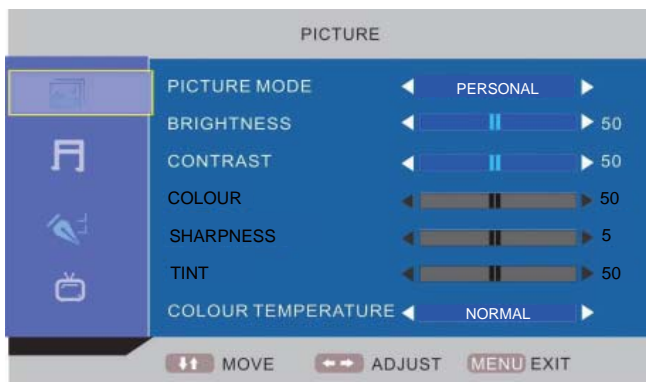 PICTURE
PICTURE MODE PERSONAL
BRIGHTNESS 50
CONTRAST 50
COLOUR 50
SHARPNESS 5
TINT 50
COLOUR TEMPERATURE NORMAL
MOVE ADJUST MENU EXIT